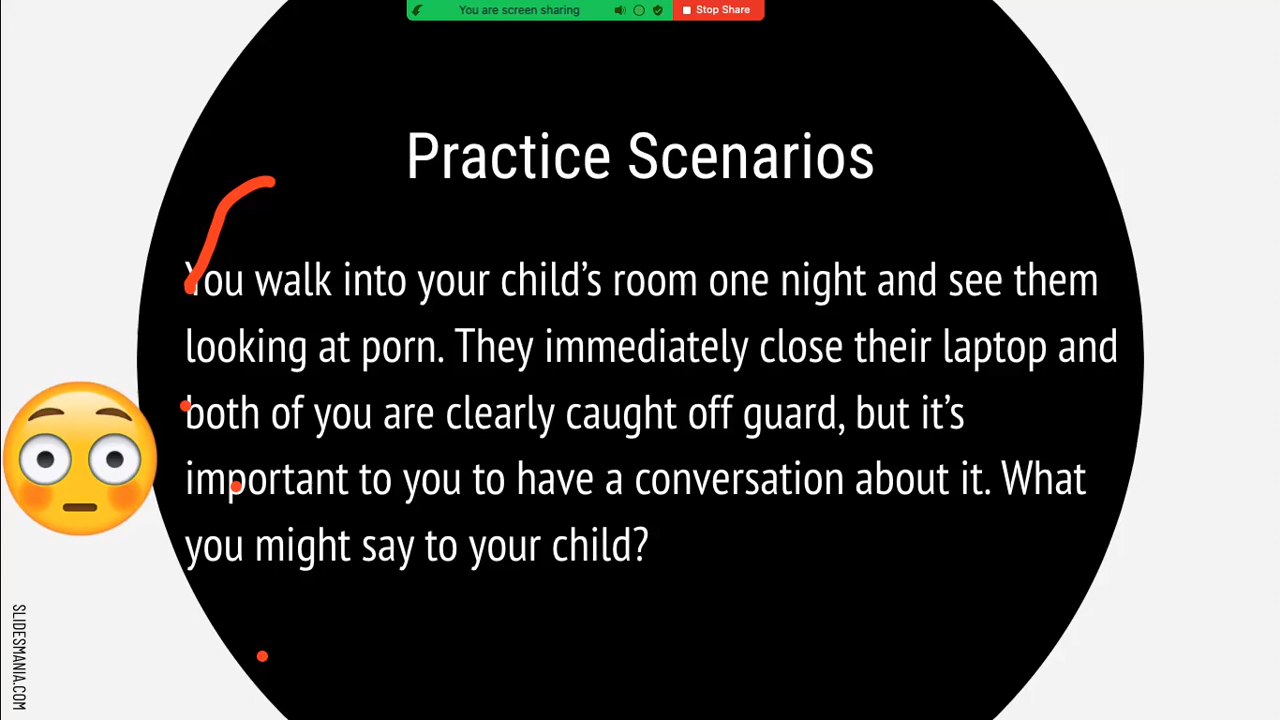 You are screen sharing
Stop Share
Practice Scenarios
You walk into your child's room one night and see them
looking at porn. They immediately close their laptop and
both of you are clearly caught off guard, but it's
important to you to have a conversation about it. What
you might say to your child?
SLIDESMANIA.COM